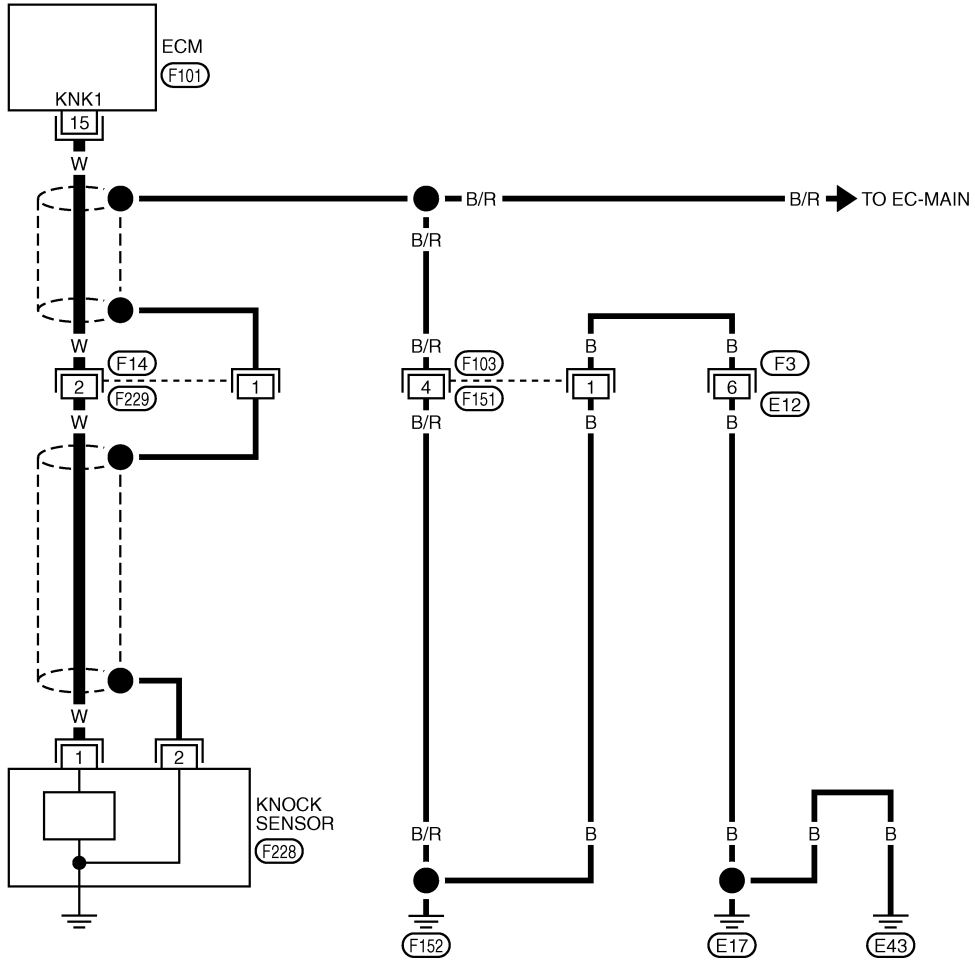 ECM
F101
KNK1
15
W
B/R B/R TO EC-MAIN
B/R
W B/R B B
F14 F103 F3
2 1 4 1 6
F229 F151 E12
W B/R B B
W
1 2
KNOCK
SENSOR
F228
B/R B B B B
F152 E17 E43